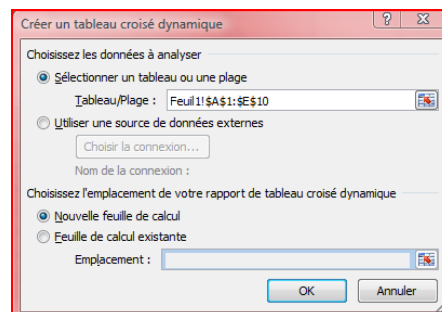 Créer un tableau croisé dynamique
Choisissez les données à analyser
Sélectionner un tableau ou une plage
Tableau/Plage : Feuil1!$A$1:$E$10
Utiliser une source de données externes
Choisir la connexion...
Nom de la connexion :
Choisissez l'emplacement de votre rapport de tableau croisé dynamique
Nouvelle feuille de calcul
Feuille de calcul existante
Emplacement :
OK Annuler